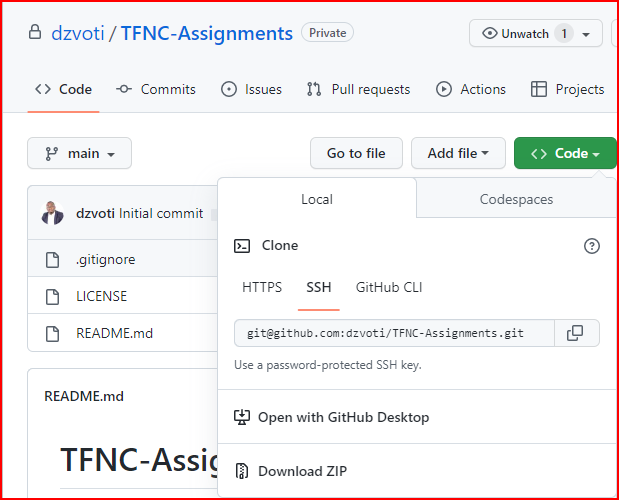 dzvoti / TFNC-Assignments Private Unwatch 1
Code Commits Issues Pull requests Actions Projects
main Go to file Add file Code
Local Codespaces
dzvoti Initial commit
Clone
.gitignore
HTTPS SSH GitHub CLI
LICENSE
git@github.com:dzvoti/TFNC-Assignments.git
README.md
Use a password-protected SSH key.
README.md
Open with GitHub Desktop
TFNC-Assig
Download ZIP